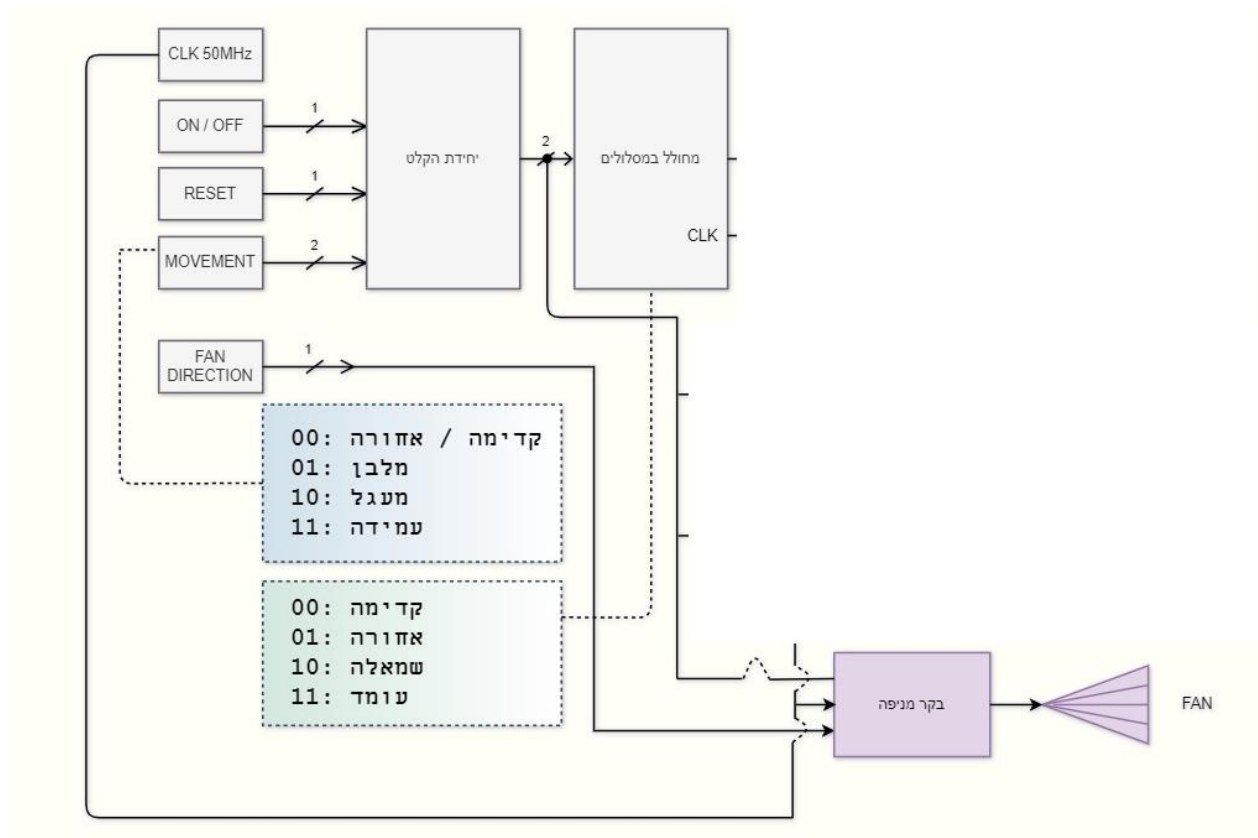 CLK 50MHz
ON / OFF
1
RESET
1
MOVEMENT
2
יחידת הקלט
2
מחולל במסלולים
CLK
FAN
DIRECTION
1
00: קדימה / אחורה
01: מלבן
10: מעגל
11: עמידה
00: קדימה
01: אחורה
10: שמאלה
11: עומד
בקר מניפה
FAN